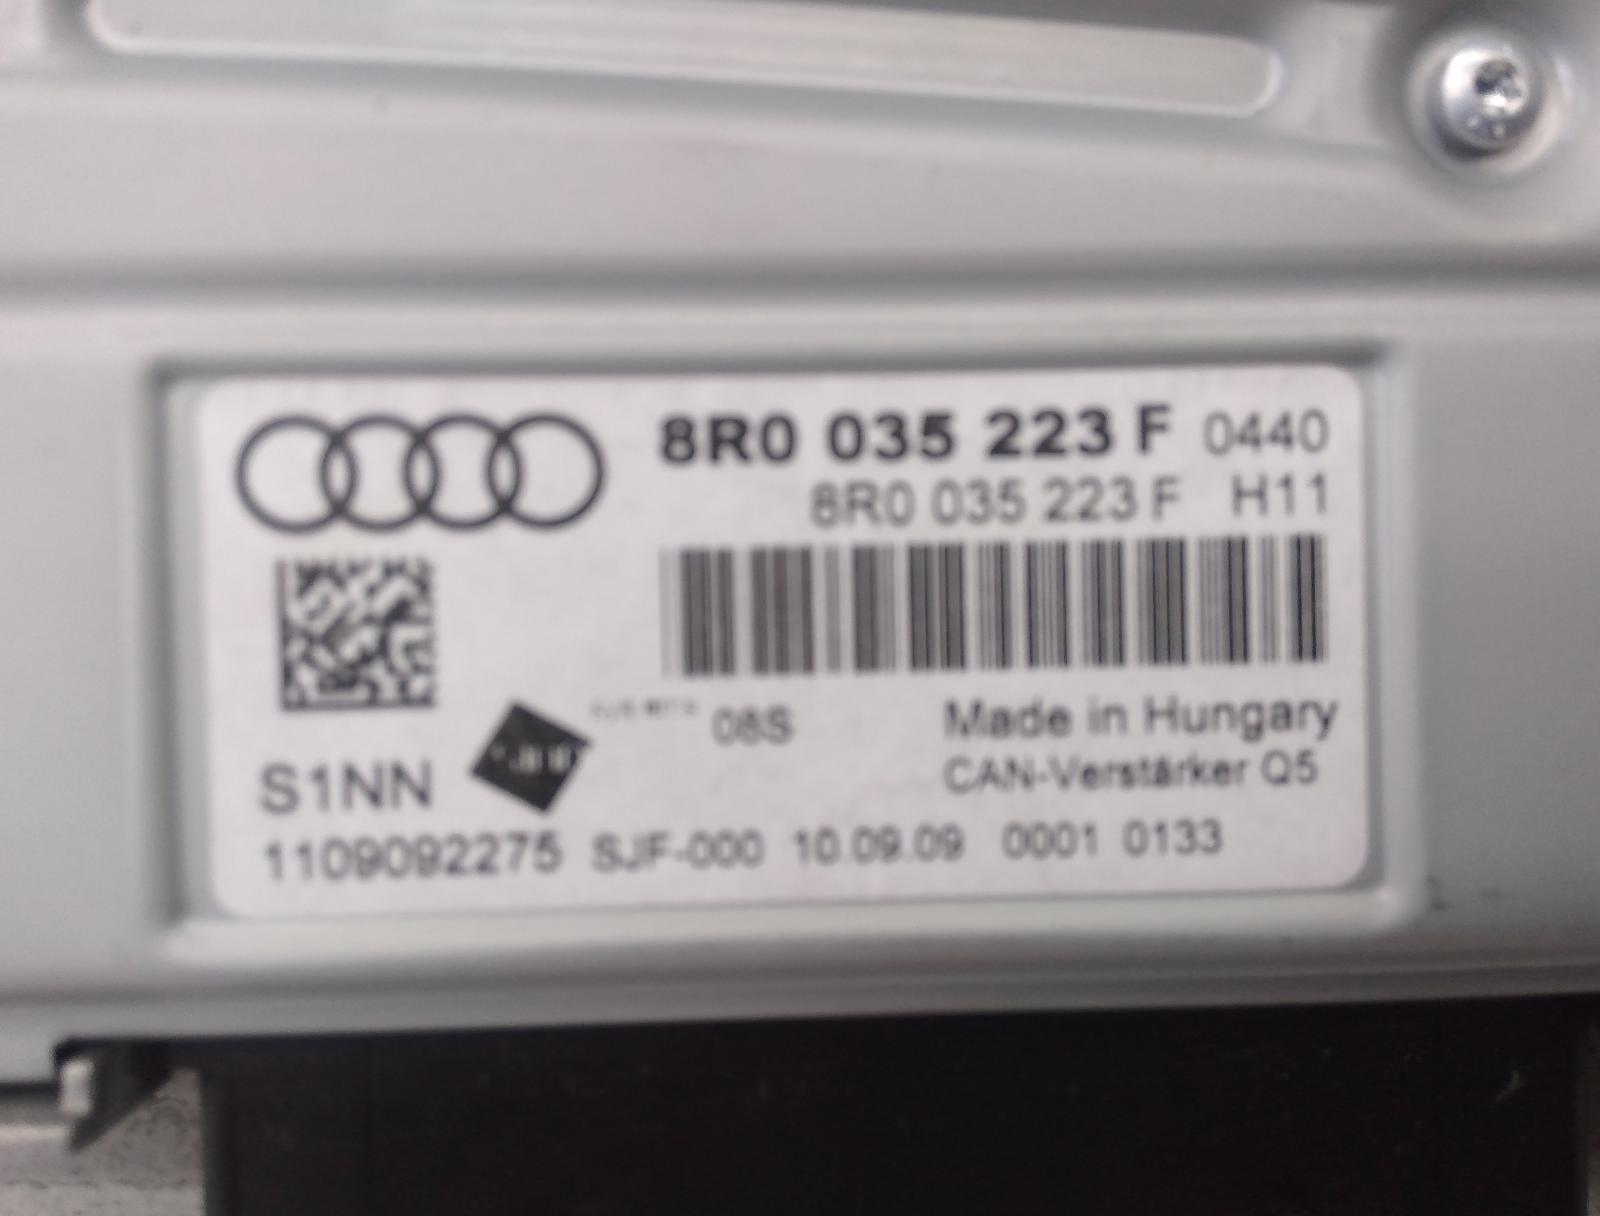 8R0 035 223 F 0440
8R0 035 223 F H11
08S
Made in Hungary
S1NN
CAN-Verstärker Q5
1109092275 SJF-000 10.09.09 0001 0133